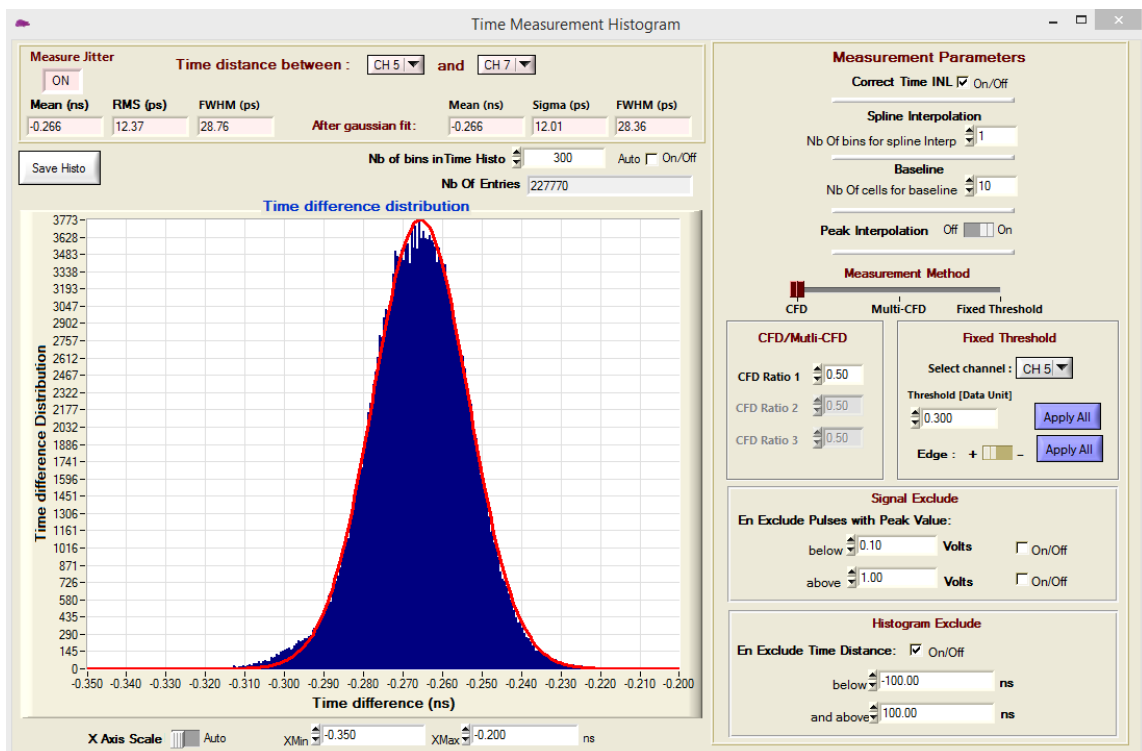 Time Measurement Histogram
Measure Jitter
ON
Time distance between : CH 5 and CH 7
Mean (ns) RMS (ps) FWHM (ps) Mean (ns) Sigma (ps) FWHM (ps)
-0.266 12.37 28.76 After gaussian fit: -0.266 12.01 28.36
Save Histo
Nb of bins inTime Histo 300 Auto On/Off
Nb Of Entries 227770
Time difference distribution
Time difference Distribution
3773
3628
3483
3338
3193
3047
2902
2757
2612
2467
2322
2177
2032
1886
1741
1596
1451
1306
1161
1016
871
726
580
435
290
145
0
-0.350 -0.340 -0.330 -0.320 -0.310 -0.300 -0.290 -0.280 -0.270 -0.260 -0.250 -0.240 -0.230 -0.220 -0.210 -0.200
Time difference (ns)
X Axis Scale Auto XMin -0.350 XMax -0.200 ns
Measurement Parameters
Correct Time INL On/Off
Spline Interpolation
Nb Of bins for spline Interp 1
Baseline
Nb Of cells for baseline 10
Peak Interpolation Off On
Measurement Method
CFD Multi-CFD Fixed Threshold
CFD/Mutli-CFD
CFD Ratio 1 0.50
CFD Ratio 2 0.50
CFD Ratio 3 0.50
Fixed Threshold
Select channel : CH 5
Threshold [Data Unit]
0.300 Apply All
Edge : + - Apply All
Signal Exclude
En Exclude Pulses with Peak Value:
below 0.10 Volts On/Off
above 1.00 Volts On/Off
Histogram Exclude
En Exclude Time Distance: On/Off
below -100.00 ns
and above 100.00 ns